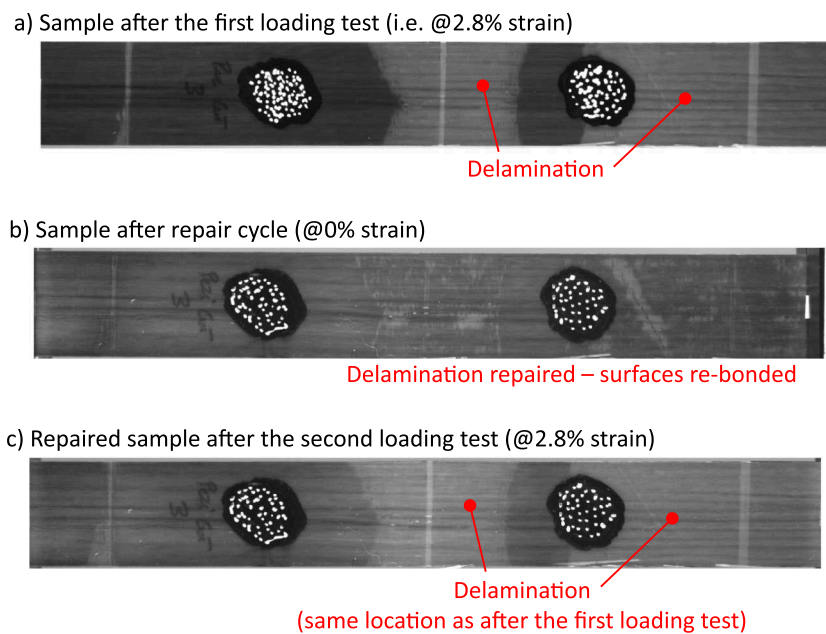 a) Sample after the first loading test (i.e. @2.8% strain)
Delamination
b) Sample after repair cycle (@0% strain)
Delamination repaired – surfaces re-bonded
c) Repaired sample after the second loading test (@2.8% strain)
Delamination
(same location as after the first loading test)